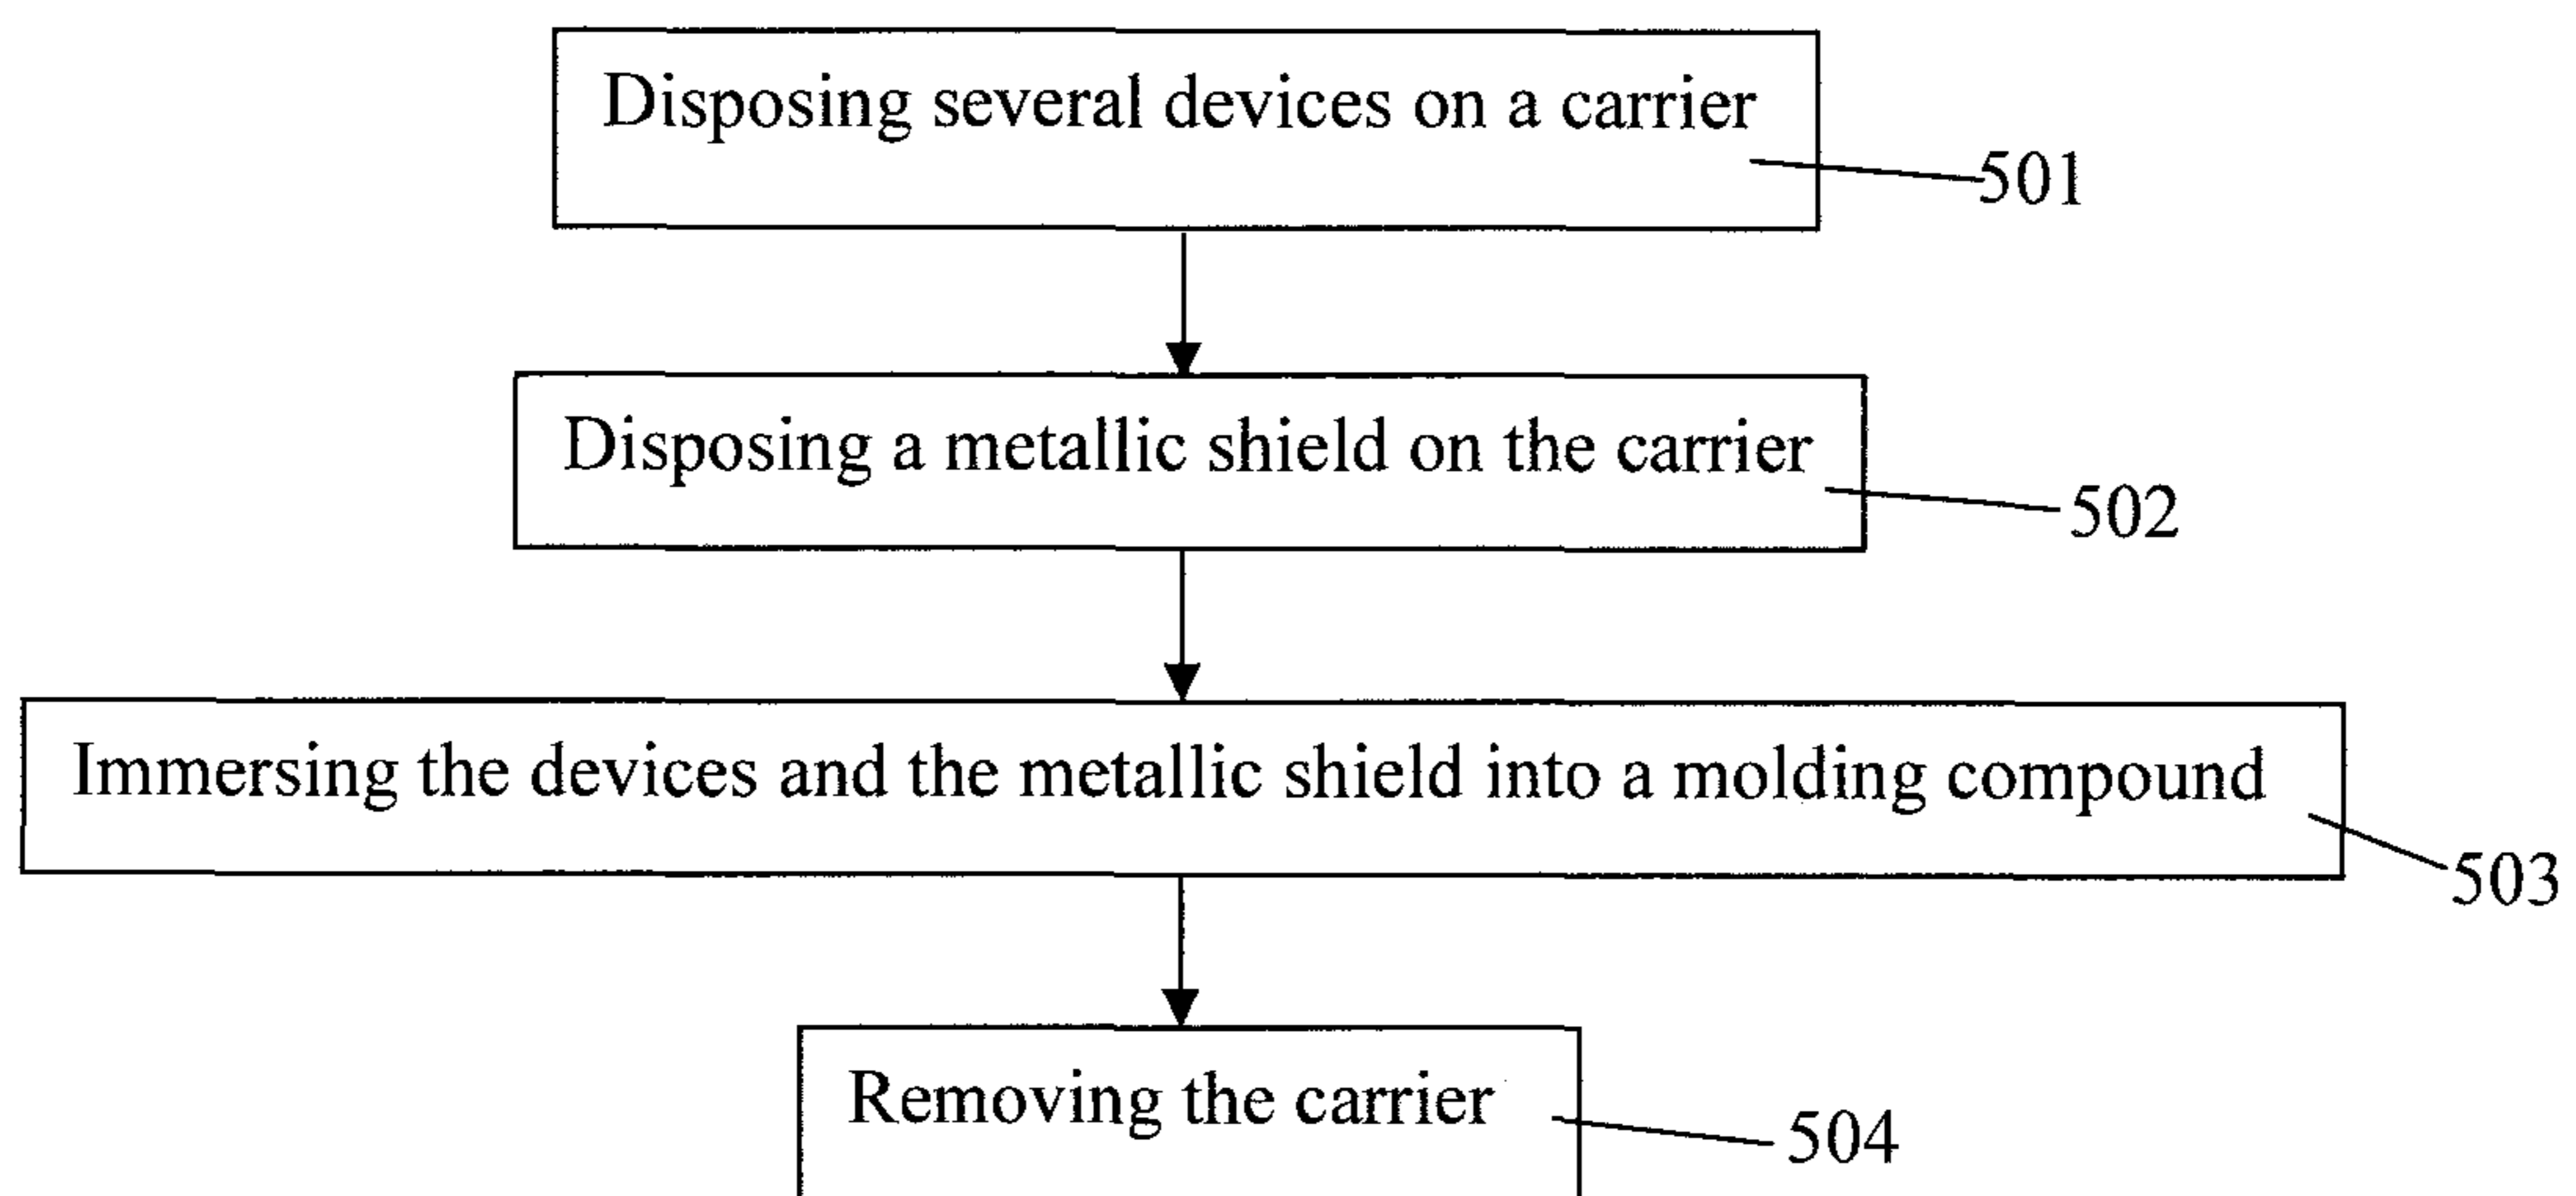 Disposing several devices on a carrier
501
Disposing a metallic shield on the carrier
502
Immersing the devices and the metallic shield into a molding compound
503
Removing the carrier
504